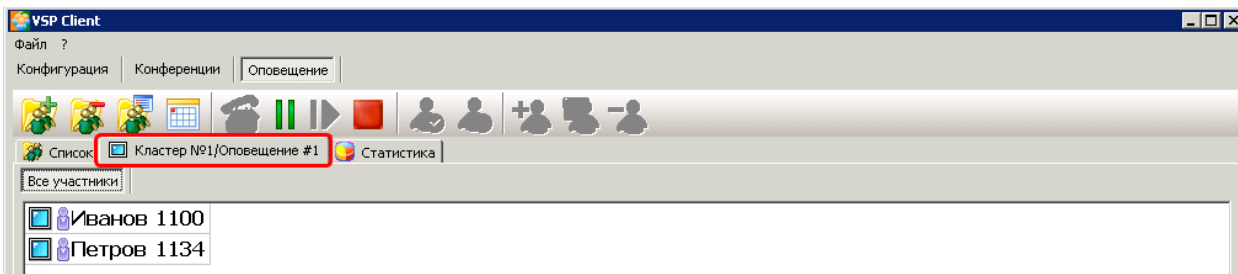 VSP Client
Файл ?
Конфигурация Конференции Оповещение
Список Кластер №1/Оповещение #1 Статистика
Все участники
Иванов 1100
Петров 1134